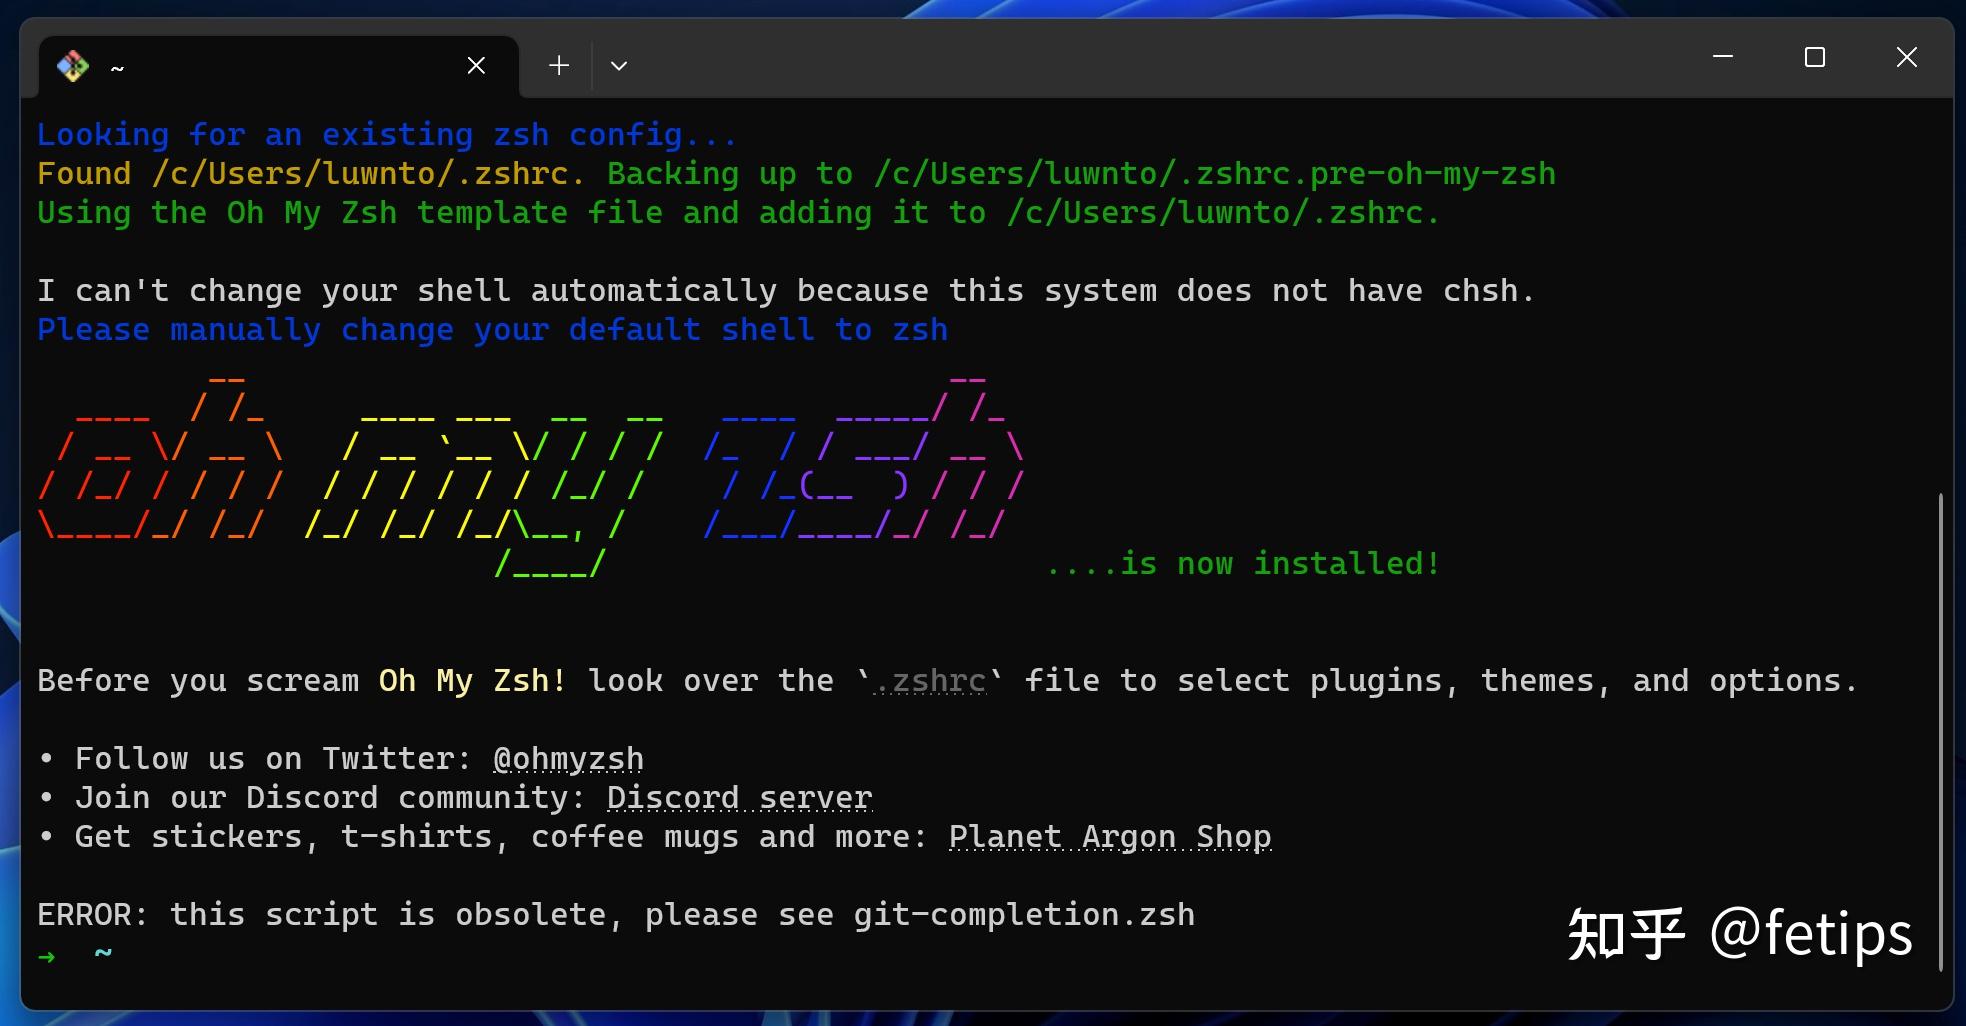 ~
Looking for an existing zsh config...
Found /c/Users/luwnto/.zshrc. Backing up to /c/Users/luwnto/.zshrc.pre-oh-my-zsh
Using the Oh My Zsh template file and adding it to /c/Users/luwnto/.zshrc.
I can't change your shell automatically because this system does not have chsh.
Please manually change your default shell to zsh
oh my zsh
....is now installed!
Before you scream Oh My Zsh! look over the `.zshrc` file to select plugins, themes, and options.
• Follow us on Twitter: @ohmyzsh
• Join our Discord community: Discord server
• Get stickers, t-shirts, coffee mugs and more: Planet Argon Shop
ERROR: this script is obsolete, please see git-completion.zsh
➜  ~
知乎 @fetips